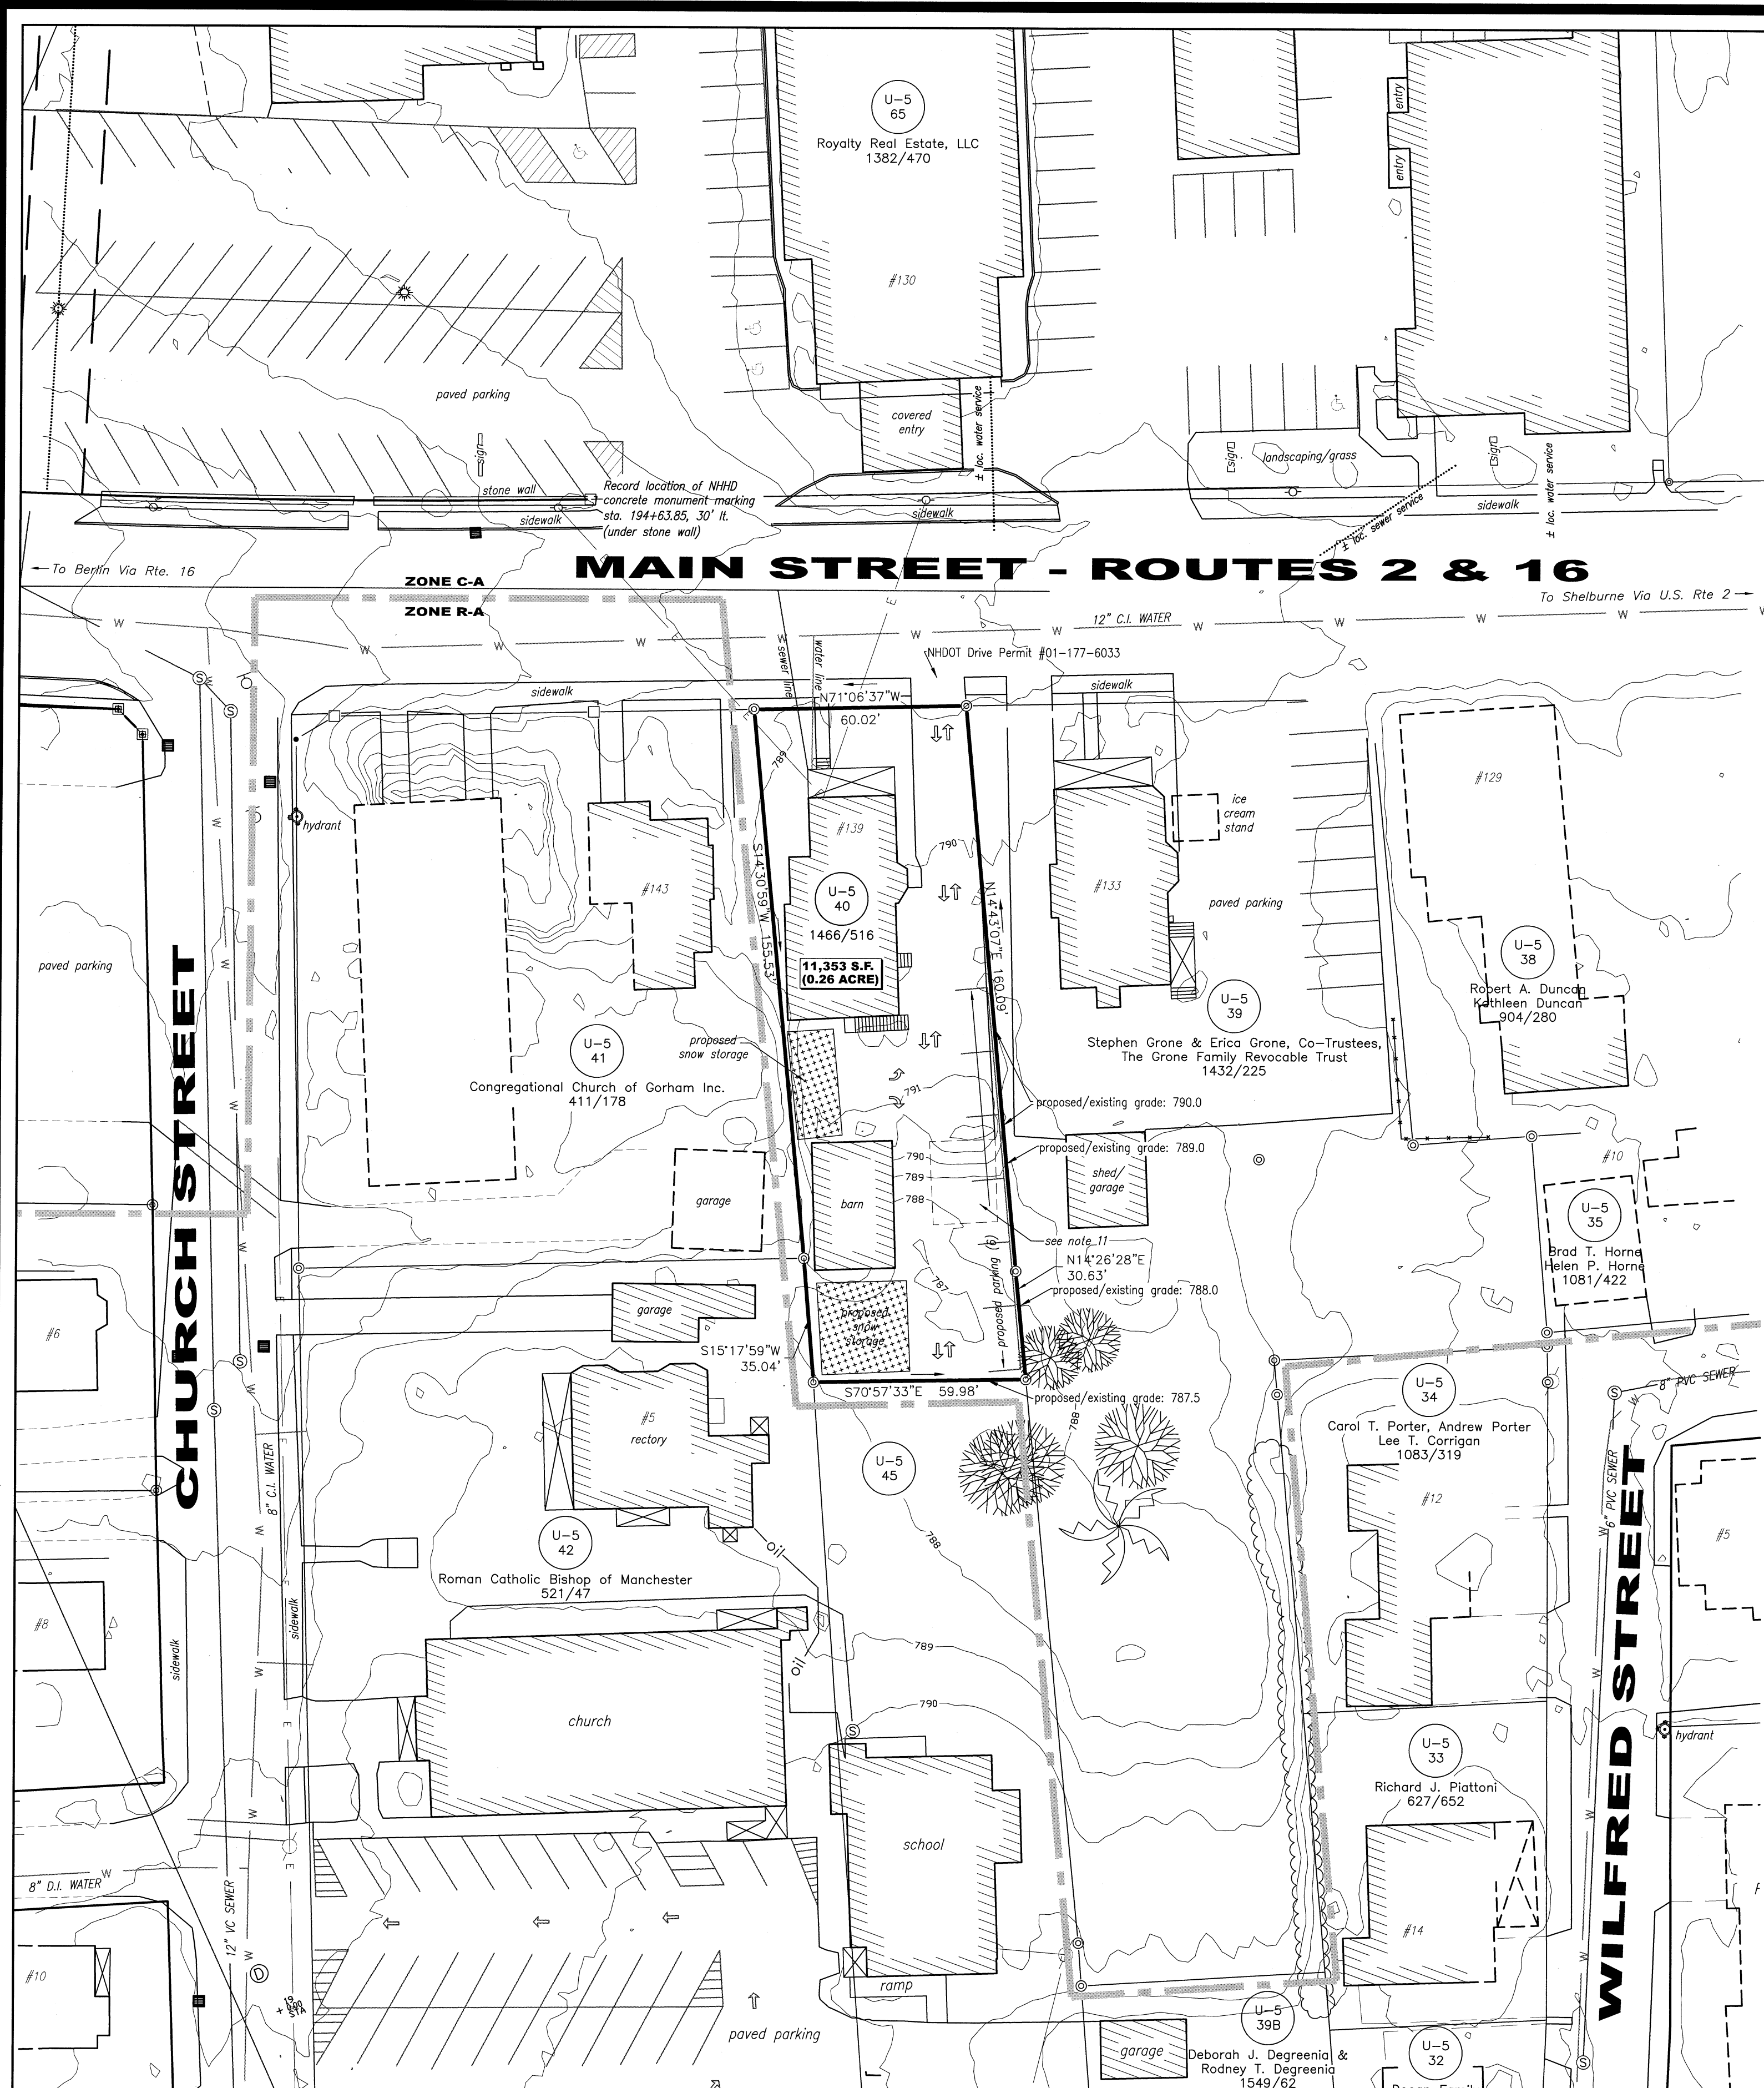 U-5
65
Royalty Real Estate, LLC
1382/470
entry
entry
#130
paved parking
covered
entry
± loc. water service
sign
sign
landscaping/grass
sign
± loc. water service
stone wall
Record location of NHHD
concrete monument marking
sta. 194+63.85, 30' lt.
(under stone wall)
sidewalk
sidewalk
± loc. sewer service
sidewalk
To Berlin Via Rte. 16
MAIN STREET - ROUTES 2 & 16
ZONE C-A
ZONE R-A
To Shelburne Via U.S. Rte 2
12" C.I. WATER
sewer line
water line
NHDOT Drive Permit #01-177-6033
sidewalk
sidewalk
N71°06'37"W
60.02'
789
#139
790
hydrant
#143
S14°30'59"W 155.53'
N14°43'07"E 160.09'
U-5
40
1466/516
11,353 S.F.
(0.26 ACRE)
#133
ice
cream
stand
paved parking
#129
U-5
38
Robert A. Duncan
Kathleen Duncan
904/280
U-5
39
Stephen Grone & Erica Grone, Co-Trustees,
The Grone Family Revocable Trust
1432/225
paved parking
CHURCH STREET
U-5
41
Congregational Church of Gorham Inc.
411/178
proposed
snow storage
791
proposed/existing grade: 790.0
proposed/existing grade: 789.0
790
789
788
barn
garage
shed/
garage
#10
U-5
35
Brad T. Horne
Helen P. Horne
1081/422
see note 11
N14°26'28"E
30.63'
proposed/existing grade: 788.0
proposed parking (9)
787
proposed
snow
storage
garage
#6
S15°17'59"W
35.04'
S70°57'33"E 59.98'
proposed/existing grade: 787.5
788
#5
rectory
U-5
45
788
U-5
34
Carol T. Porter, Andrew Porter
Lee T. Corrigan
1083/319
8" PVC SEWER
6" PVC SEWER
#12
#5
8" C.I. WATER
U-5
42
Roman Catholic Bishop of Manchester
521/47
oil
oil
#8
sidewalk
sidewalk
789
790
church
school
U-5
33
Richard J. Piattoni
627/652
hydrant
WILFRED STREET
#14
8" D.I. WATER
12" VC SEWER
#10
ramp
paved parking
garage
U-5
39B
Deborah J. Degreenia &
Rodney T. Degreenia
1549/62
U-5
32